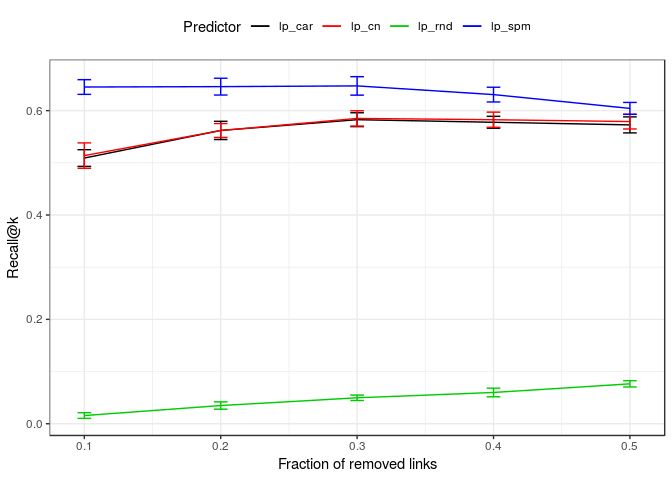 Predictor lp_car lp_cn lp_rnd lp_spm
Recall@k
0.6
0.4
0.2
0.0
0.1 0.2 0.3 0.4 0.5
Fraction of removed links